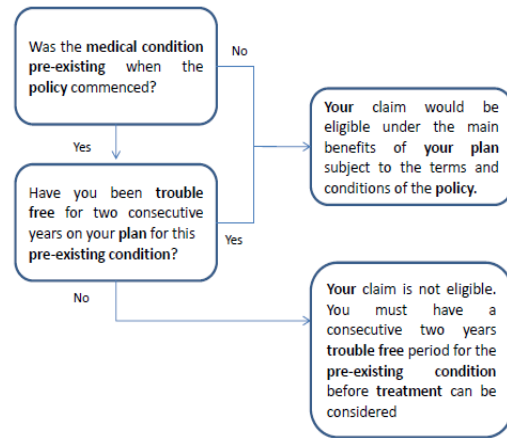 Was the medical condition
pre-existing when the
policy commenced?
No
Your claim would be
eligible under the main
benefits of your plan
subject to the terms and
conditions of the policy.
Yes
Have you been trouble
free for two consecutive
years on your plan for this
pre-existing condition?
Yes
No
Your claim is not eligible.
You must have a
consecutive two years
trouble free period for the
pre-existing condition
before treatment can be
considered